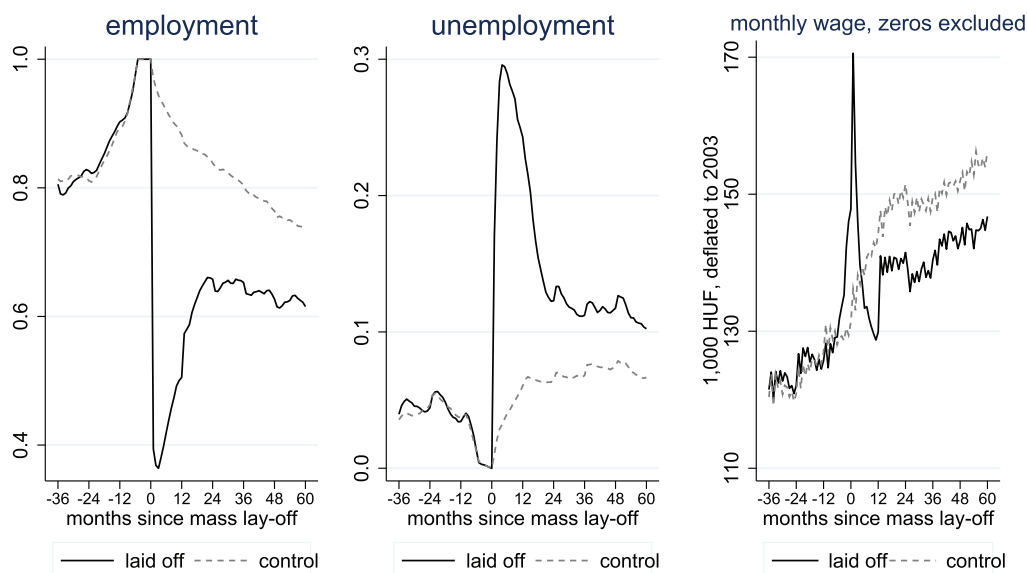 employment
1.0
0.8
0.6
0.4
-36 -24 -12 0 12 24 36 48 60
months since mass lay-off
laid off control
unemployment
0.3
0.2
0.1
0.0
-36 -24 -12 0 12 24 36 48 60
months since mass lay-off
laid off control
monthly wage, zeros excluded
1,000 HUF, deflated to 2003
170
150
130
110
-36 -24 -12 0 12 24 36 48 60
months since mass lay-off
laid off control